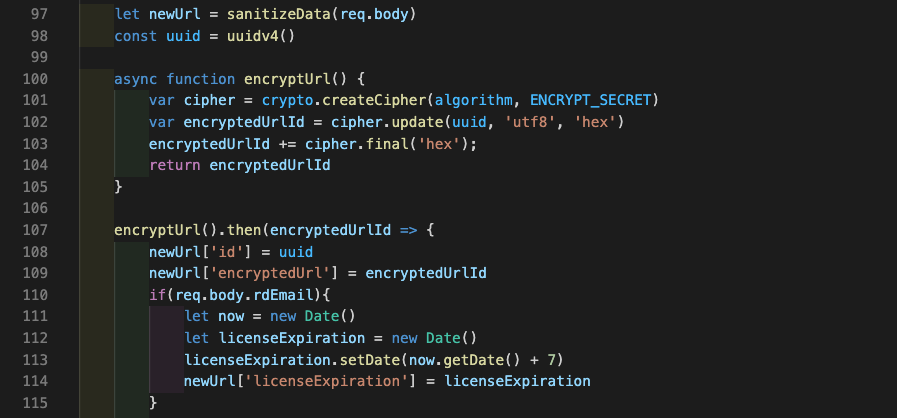 97 let newUrl = sanitizeData(req.body)
98 const uuid = uuidv4()
99
100 async function encryptUrl() {
101 var cipher = crypto.createCipher(algorithm, ENCRYPT_SECRET)
102 var encryptedUrlId = cipher.update(uuid, 'utf8', 'hex')
103 encryptedUrlId += cipher.final('hex');
104 return encryptedUrlId
105 }
106
107 encryptUrl().then(encryptedUrlId => {
108 newUrl['id'] = uuid
109 newUrl['encryptedUrl'] = encryptedUrlId
110 if(req.body.rdEmail){
111 let now = new Date()
112 let licenseExpiration = new Date()
113 licenseExpiration.setDate(now.getDate() + 7)
114 newUrl['licenseExpiration'] = licenseExpiration
115 }